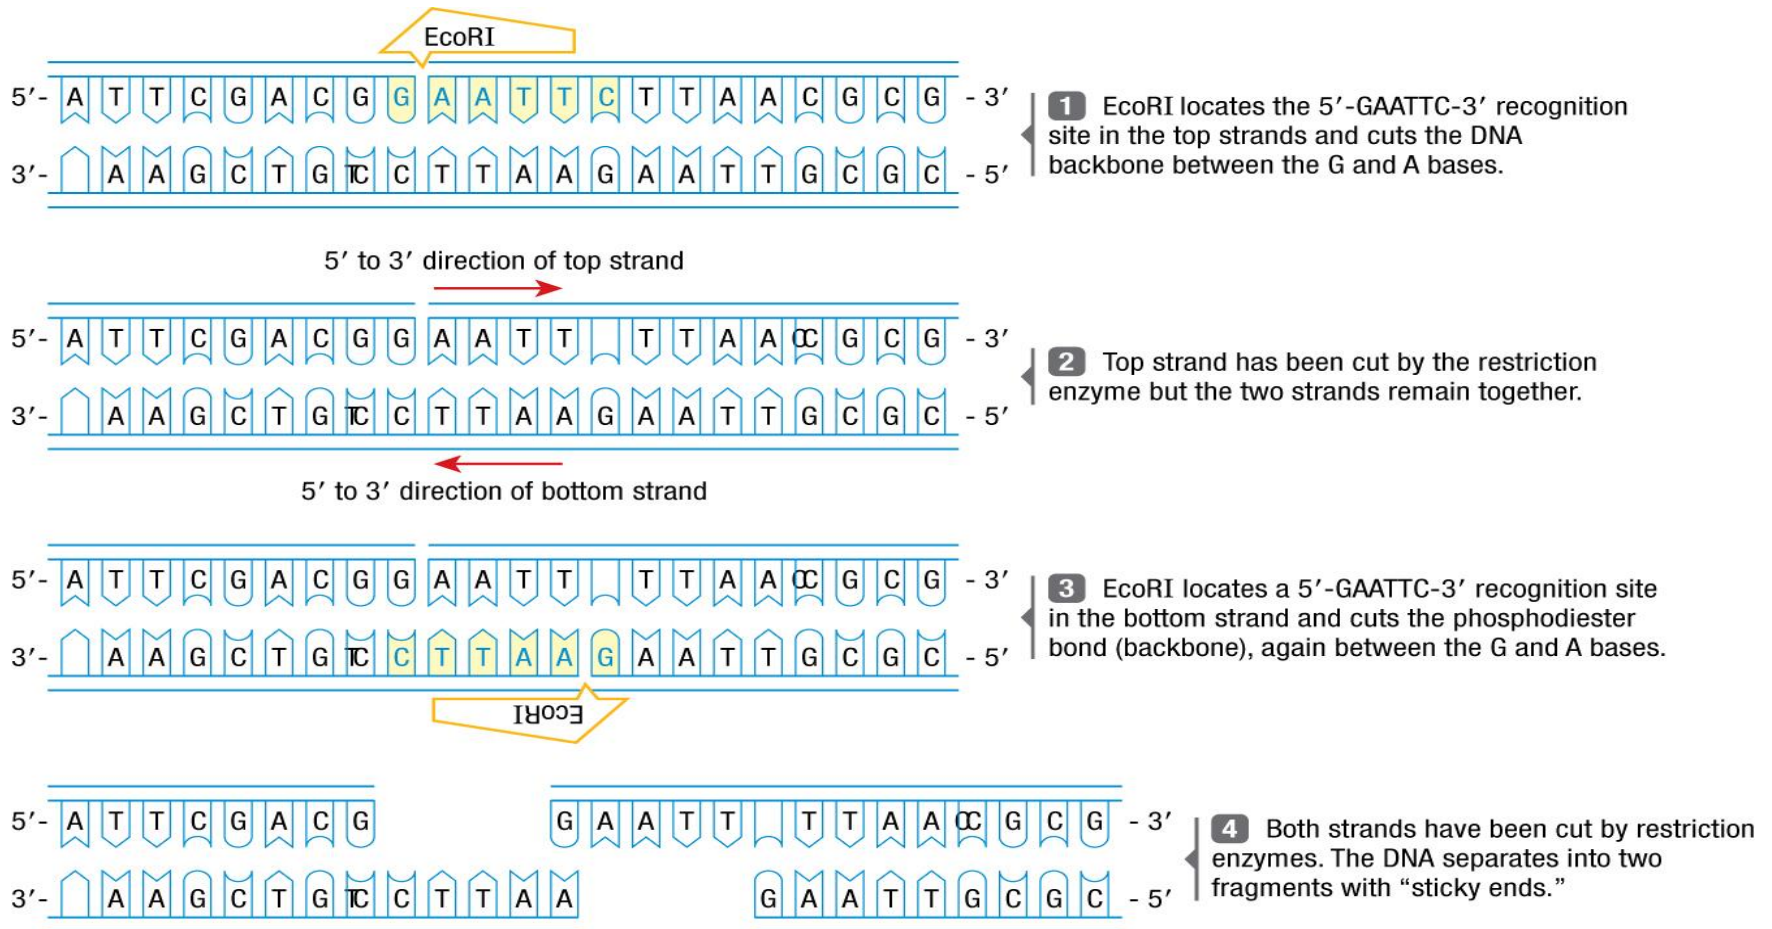 EcoRI
5′- A T T C G A C G G A A T T C T T A A C G C G - 3′
3′- A A G C T G T C C T T A A G A A T T G C G C - 5′
1 EcoRI locates the 5′-GAATTC-3′ recognition
site in the top strands and cuts the DNA
backbone between the G and A bases.
5′ to 3′ direction of top strand
5′- A T T C G A C G G A A T T T T A A C C G C G - 3′
3′- A A G C T G T C C T T A A G A A T T G C G C - 5′
5′ to 3′ direction of bottom strand
2 Top strand has been cut by the restriction
enzyme but the two strands remain together.
5′- A T T C G A C G G A A T T T T A A C C G C G - 3′
3′- A A G C T G T C C T T A A G A A T T G C G C - 5′
EcoRI
3 EcoRI locates a 5′-GAATTC-3′ recognition site
in the bottom strand and cuts the phosphodiester
bond (backbone), again between the G and A bases.
5′- A T T C G A C G G A A T T T T A A C C G C G - 3′
3′- A A G C T G T C C T T A A G A A T T G C G C - 5′
4 Both strands have been cut by restriction
enzymes. The DNA separates into two
fragments with “sticky ends.”